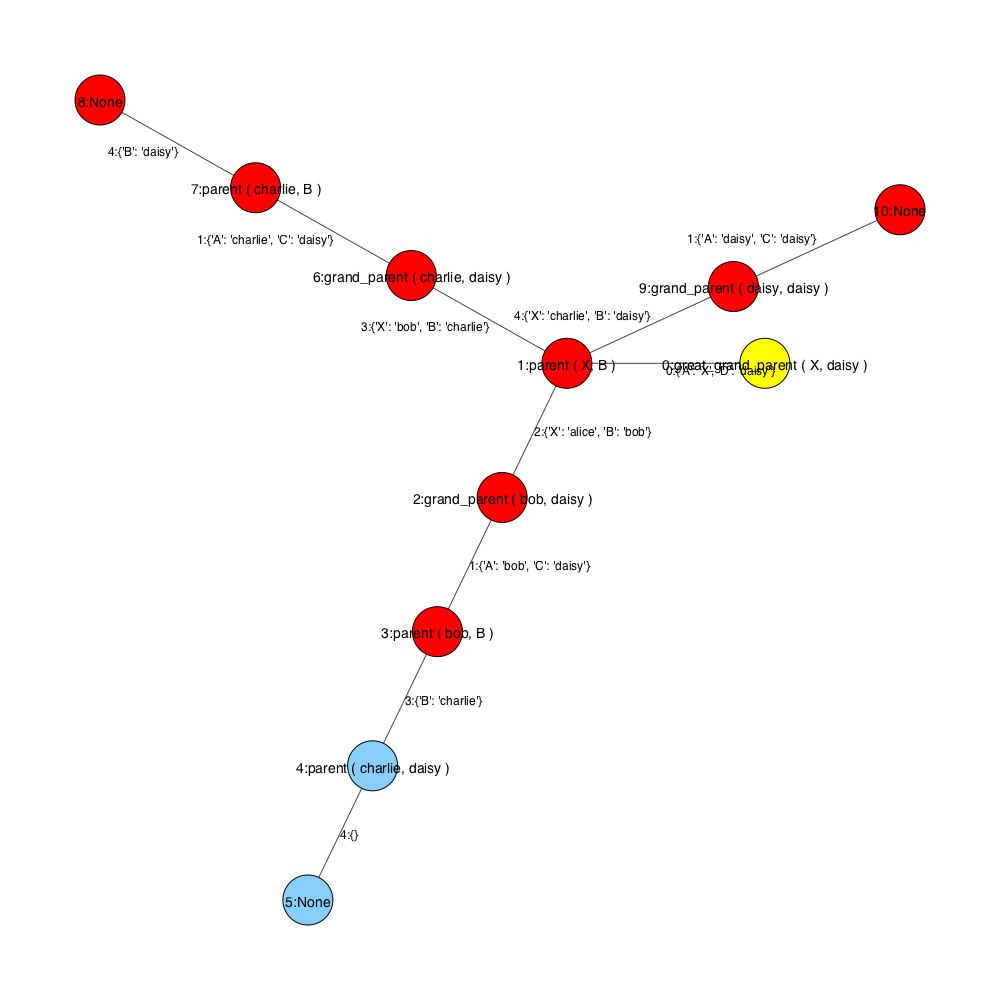 8:None
4:{'B': 'daisy'}
7:parent ( charlie, B )
10:None
1:{'A': 'charlie', 'C': 'daisy'}
1:{'A': 'daisy', 'C': 'daisy'}
6:grand_parent ( charlie, daisy )
9:grand_parent ( daisy, daisy )
4:{'X': 'charlie', 'B': 'daisy'}
3:{'X': 'bob', 'B': 'charlie'}
1:parent ( X, B )
0:great_grand_parent ( X, daisy )
0:{'A': 'X', 'D': 'daisy'}
2:{'X': 'alice', 'B': 'bob'}
2:grand_parent ( bob, daisy )
1:{'A': 'bob', 'C': 'daisy'}
3:parent ( bob, B )
3:{'B': 'charlie'}
4:parent ( charlie, daisy )
4:{}
5:None